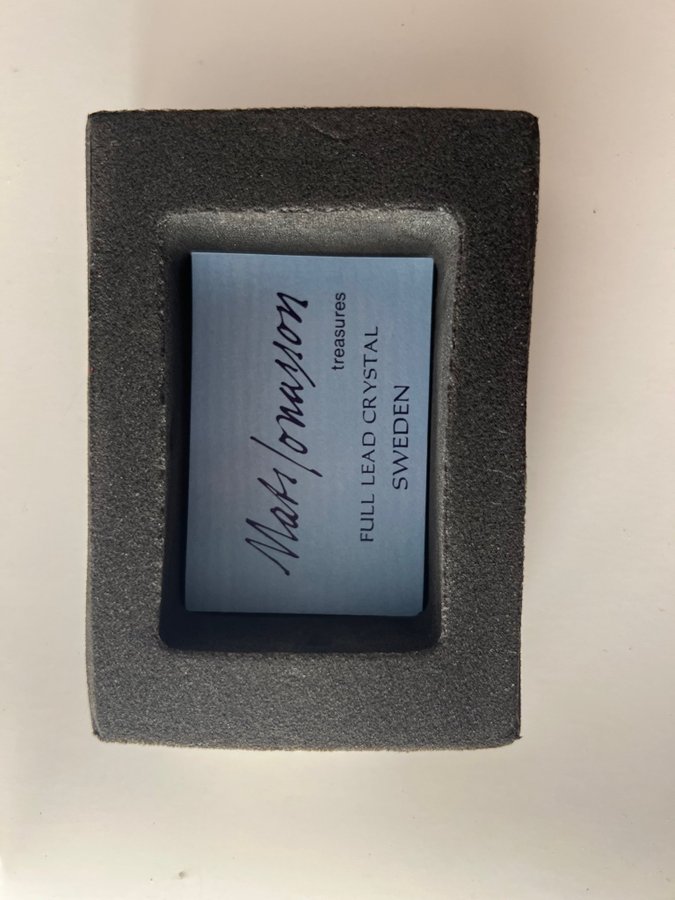 Mats Jonasson
treasures
FULL LEAD CRYSTAL
SWEDEN